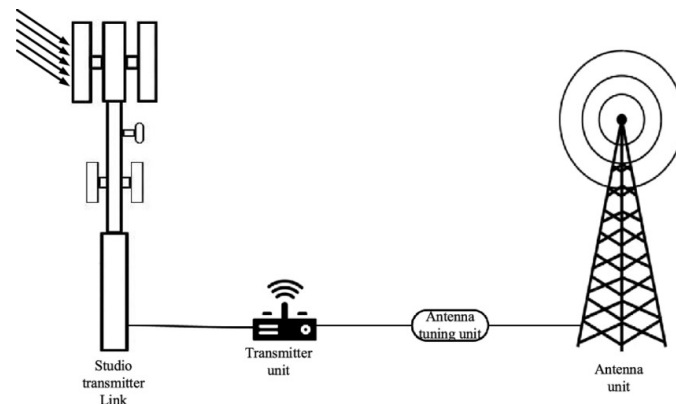 Antenna
tuning unit
Studio
transmitter
Link
Transmitter
unit
Antenna
unit